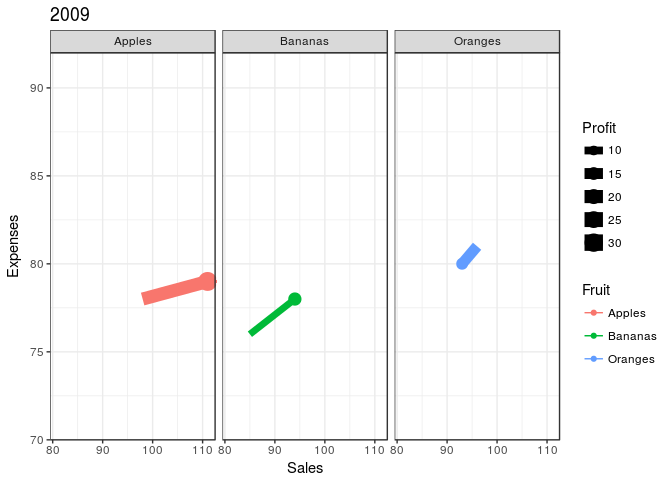 2009
Apples Bananas Oranges
90
85
80
75
70
80 90 100 110 80 90 100 110 80 90 100 110
Expenses
Sales
Profit
10
15
20
25
30
Fruit
Apples
Bananas
Oranges